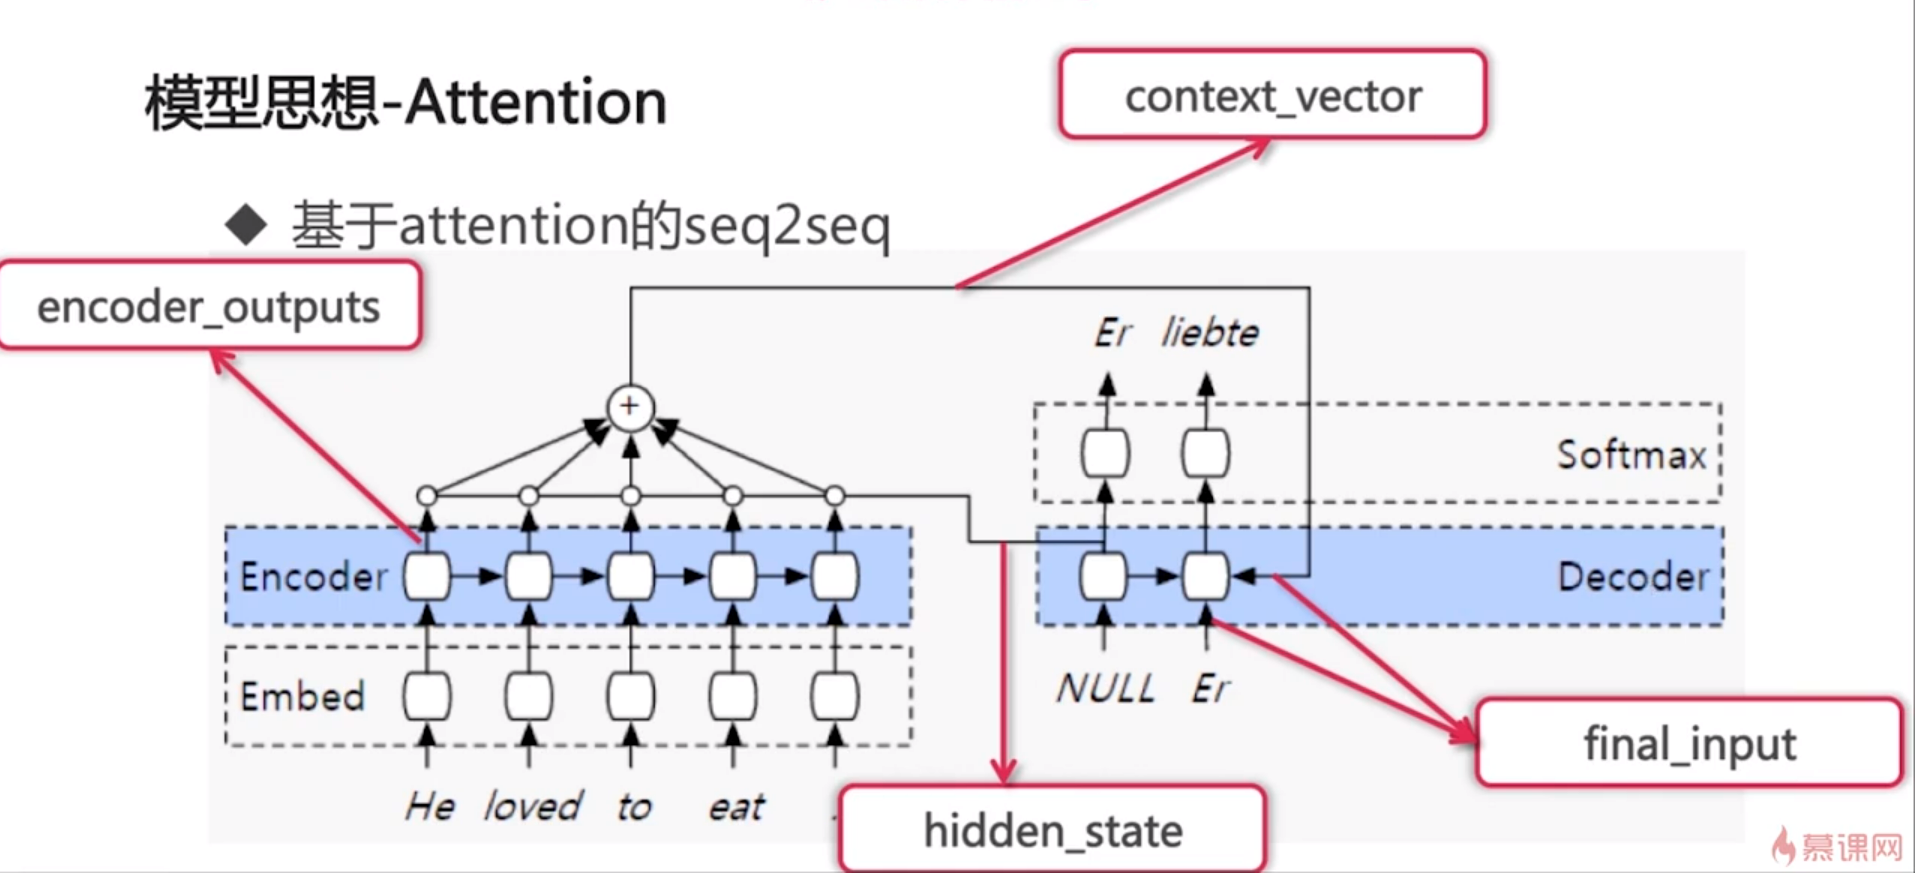 context_vector
模型思想-Attention
◆ 基于attention的seq2seq
encoder_outputs
Er liebte
+
Softmax
Encoder
Decoder
Embed
NULL Er
final_input
He loved to eat .
hidden_state
慕课网